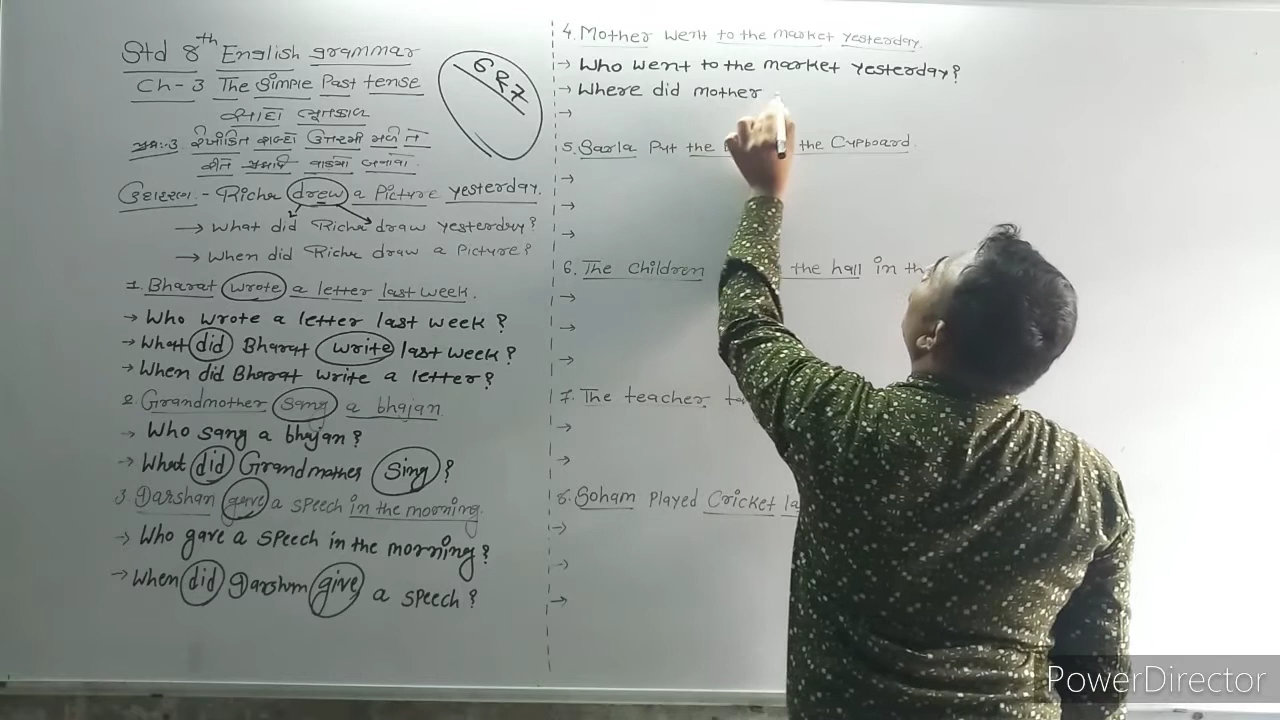 Std 8th English grammar
Ch-3 The Simple Past tense
સાદો ભૂતકાળ
ઉદાહરણ - Richa drew a Picture yesterday.
→ What did Richa draw yesterday?
→ When did Richa draw a Picture?
1. Bharat wrote a letter last week.
→ Who wrote a letter last week?
→ What did Bharat write last week?
→ When did Bharat write a letter?
2. Grandmother sang a bhajan
→ Who sang a bhajan?
→ What did Grandmother Sing?
3 Darshan gave a speech in the morning.
→ Who gave a speech in the morning?
→ When did Darshan give a speech?
4. Mother went to the market yesterday.
→ Who went to the market yesterday?
→ Where did mother
→
5. Sarla Put the the Cupboard.
→
→
→
6. The children the hall in
→
→
→
7. The teacher
→
→
8. Soham played Cricket
→
→
→
PowerDirector